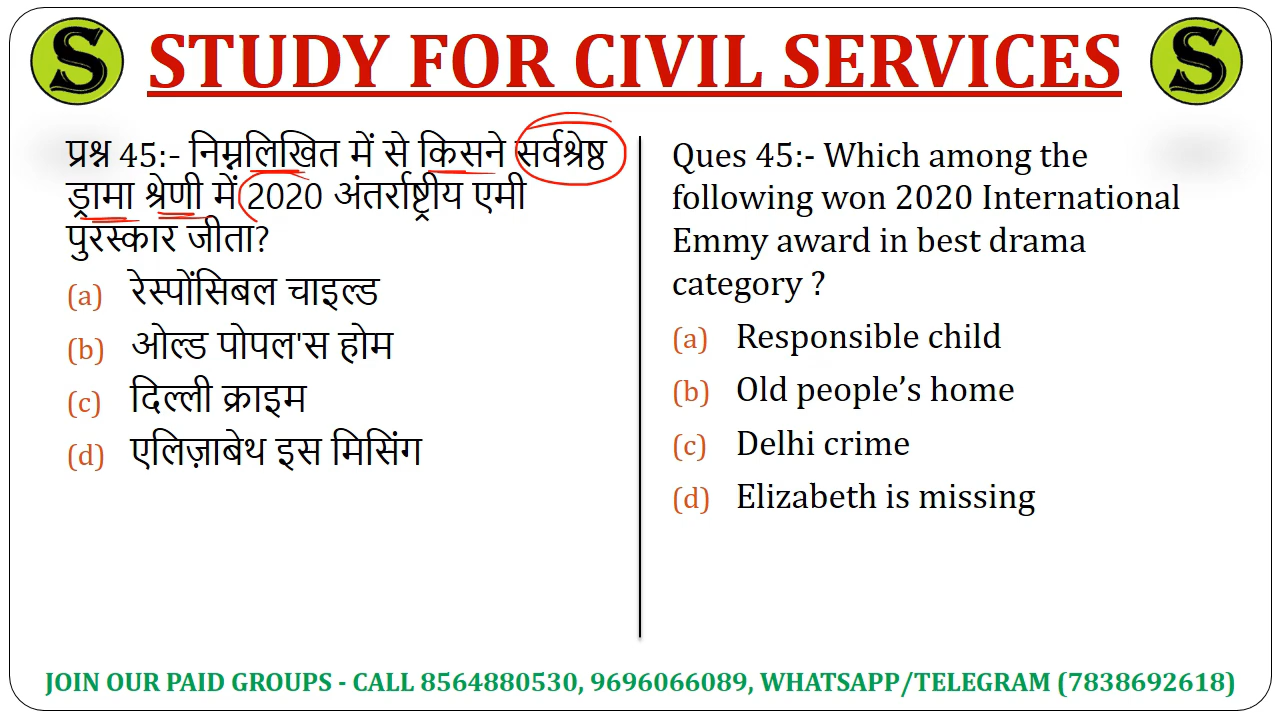 S STUDY FOR CIVIL SERVICES S
प्रश्न 45:- निम्नलिखित में से किसने सर्वश्रेष्ठ
ड्रामा श्रेणी में 2020 अंतर्राष्ट्रीय एमी
पुरस्कार जीता?
(a) रेस्पोंसिबल चाइल्ड
(b) ओल्ड पोपल'स होम
(c) दिल्ली क्राइम
(d) एलिज़ाबेथ इस मिसिंग
Ques 45:- Which among the
following won 2020 International
Emmy award in best drama
category ?
(a) Responsible child
(b) Old people’s home
(c) Delhi crime
(d) Elizabeth is missing
JOIN OUR PAID GROUPS - CALL 8564880530, 9696066089, WHATSAPP/TELEGRAM (7838692618)